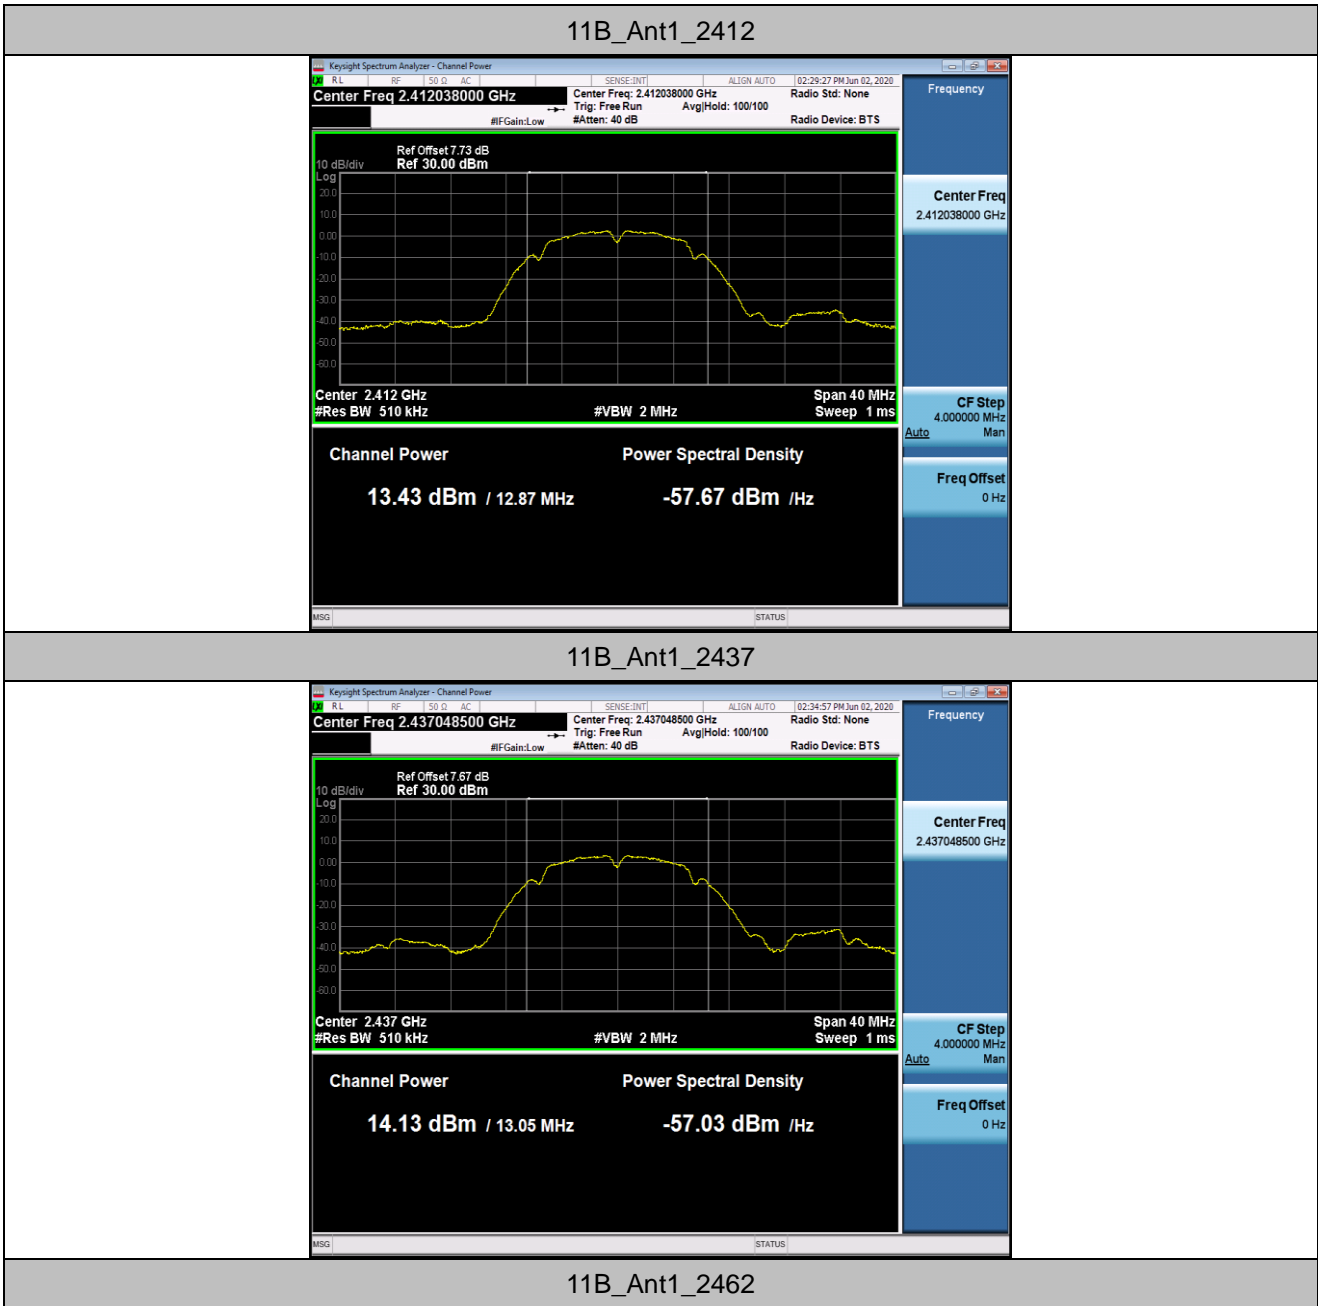 11B_Ant1_2412
Keysight Spectrum Analyzer - Channel Power
RL RF 50 Ω AC SENSE:INT ALIGN AUTO 02:29:27 PM Jun 02, 2020
Center Freq 2.412038000 GHz
Center Freq: 2.412038000 GHz Radio Std: None
Trig: Free Run Avg|Hold: 100/100
#IFGain:Low #Atten: 40 dB Radio Device: BTS
Frequency
Ref Offset 7.73 dB
10 dB/div Ref 30.00 dBm
Log
20.0
10.0
0.00
-10.0
-20.0
-30.0
-40.0
-50.0
-60.0
Center 2.412 GHz Span 40 MHz
#Res BW 510 kHz #VBW 2 MHz Sweep 1 ms
Channel Power Power Spectral Density
13.43 dBm / 12.87 MHz -57.67 dBm /Hz
Center Freq
2.412038000 GHz
CF Step
4.000000 MHz
Auto Man
Freq Offset
0 Hz
MSG STATUS
11B_Ant1_2437
Keysight Spectrum Analyzer - Channel Power
RL RF 50 Ω AC SENSE:INT ALIGN AUTO 02:34:57 PM Jun 02, 2020
Center Freq 2.437048500 GHz
Center Freq: 2.437048500 GHz Radio Std: None
Trig: Free Run Avg|Hold: 100/100
#IFGain:Low #Atten: 40 dB Radio Device: BTS
Frequency
Ref Offset 7.67 dB
10 dB/div Ref 30.00 dBm
Log
20.0
10.0
0.00
-10.0
-20.0
-30.0
-40.0
-50.0
-60.0
Center 2.437 GHz Span 40 MHz
#Res BW 510 kHz #VBW 2 MHz Sweep 1 ms
Channel Power Power Spectral Density
14.13 dBm / 13.05 MHz -57.03 dBm /Hz
Center Freq
2.437048500 GHz
CF Step
4.000000 MHz
Auto Man
Freq Offset
0 Hz
MSG STATUS
11B_Ant1_2462